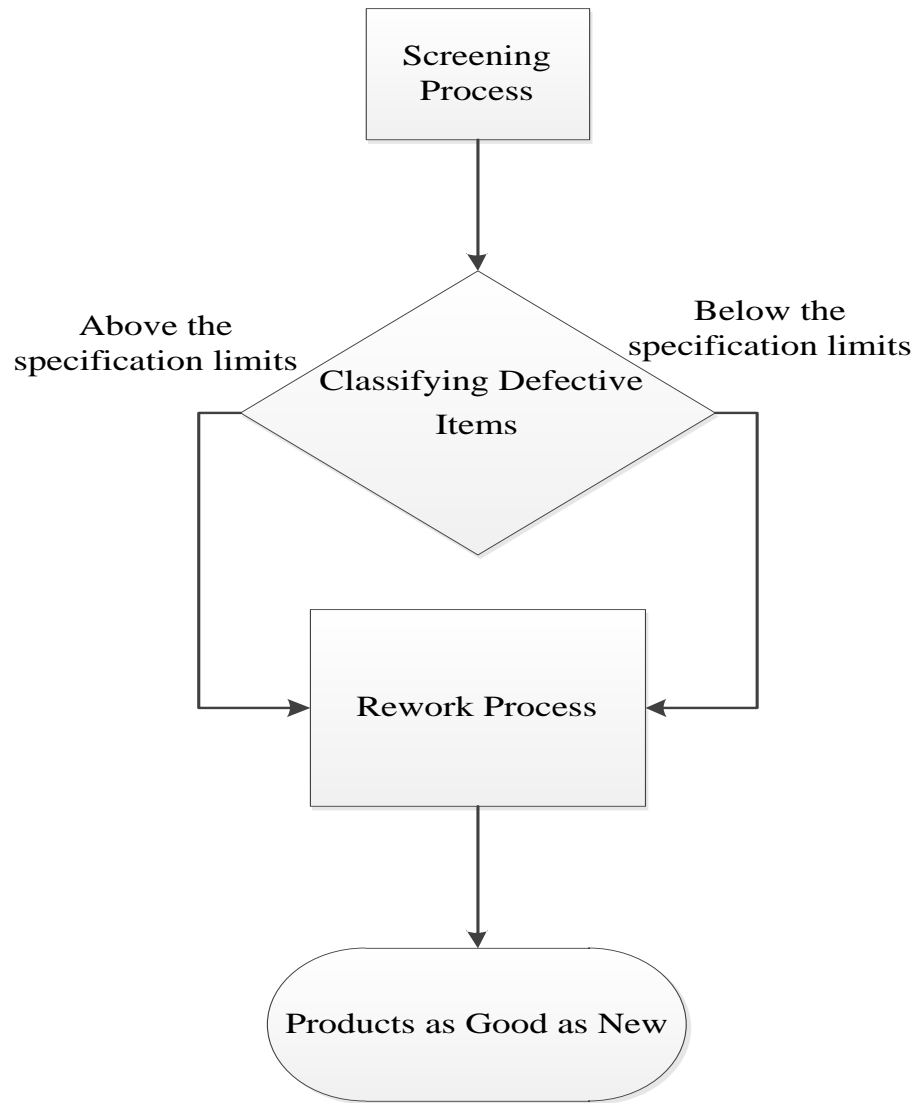 Screening
Process
Above the
specification limits
Below the
specification limits
Classifying Defective
Items
Rework Process
Products as Good as New